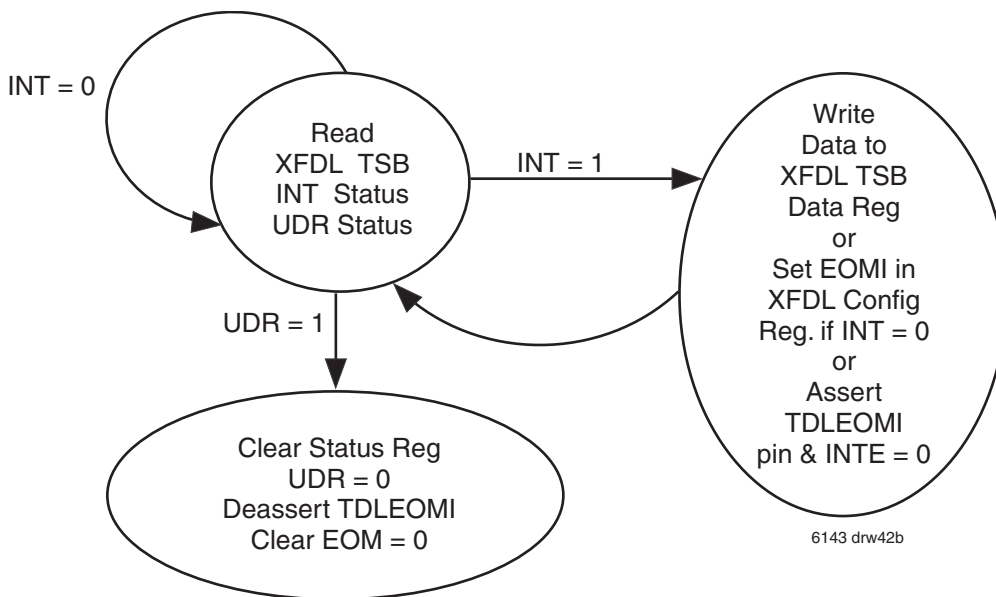 INT = 0
Read
XFDL TSB
INT Status
UDR Status
INT = 1
Write
Data to
XFDL TSB
Data Reg
or
Set EOMI in
XFDL Config
Reg. if INT = 0
or
Assert
TDLEOMI
pin & INTE = 0
UDR = 1
Clear Status Reg
UDR = 0
Deassert TDLEOMI
Clear EOM = 0
6143 drw42b